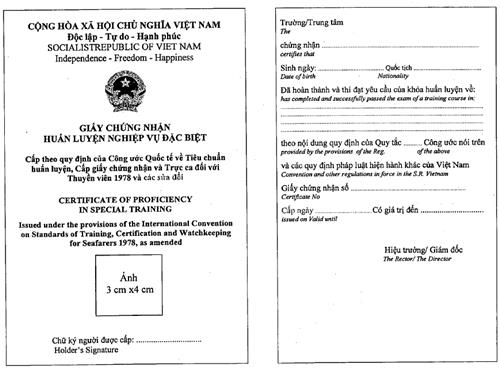 CỘNG HÒA XÃ HỘI CHỦ NGHĨA VIỆT NAM
Độc lập - Tự do - Hạnh phúc
SOCIALISTREPUBLIC OF VIET NAM
Independence - Freedom - Happiness
GIẤY CHỨNG NHẬN
HUẤN LUYỆN NGHIỆP VỤ ĐẶC BIỆT
Cấp theo quy định của Công ước Quốc tế về Tiêu chuẩn
huấn luyện, Cấp giấy chứng nhận và Trực ca đối với
Thuyền viên 1978 và các sửa đổi
CERTIFICATE OF PROFICIENCY
IN SPECIAL TRAINING
Issued under the provisions of the International Convention
on Standards of Training, Certification and Watchkeeping
for Seafarers 1978, as amended
Ảnh
3 cm x4 cm
Chữ ký người được cấp: ........................
Holder's Signature
Trường/Trung tâm
The
chứng nhận ........................
certifies that
Sinh ngày: ................ Quốc tịch ................
Date of birth Nationality
Đã hoàn thành và thi đạt yêu cầu của khóa huấn luyện về:
has completed and successfully passed the exam of a training course in:
theo nội dung quy định của Quy tắc .......... Công ước nói trên
provided by the provisions of the Reg. of the above
và các quy định pháp luật hiện hành khác của Việt Nam
Convention and other regulations in force in the S.R. Vietnam
Giấy chứng nhận số ........................
Certificate No
Cấp ngày ................ Có giá trị đến ................
issued on Valid until
Hiệu trưởng/ Giám đốc
The Rector/ The Director